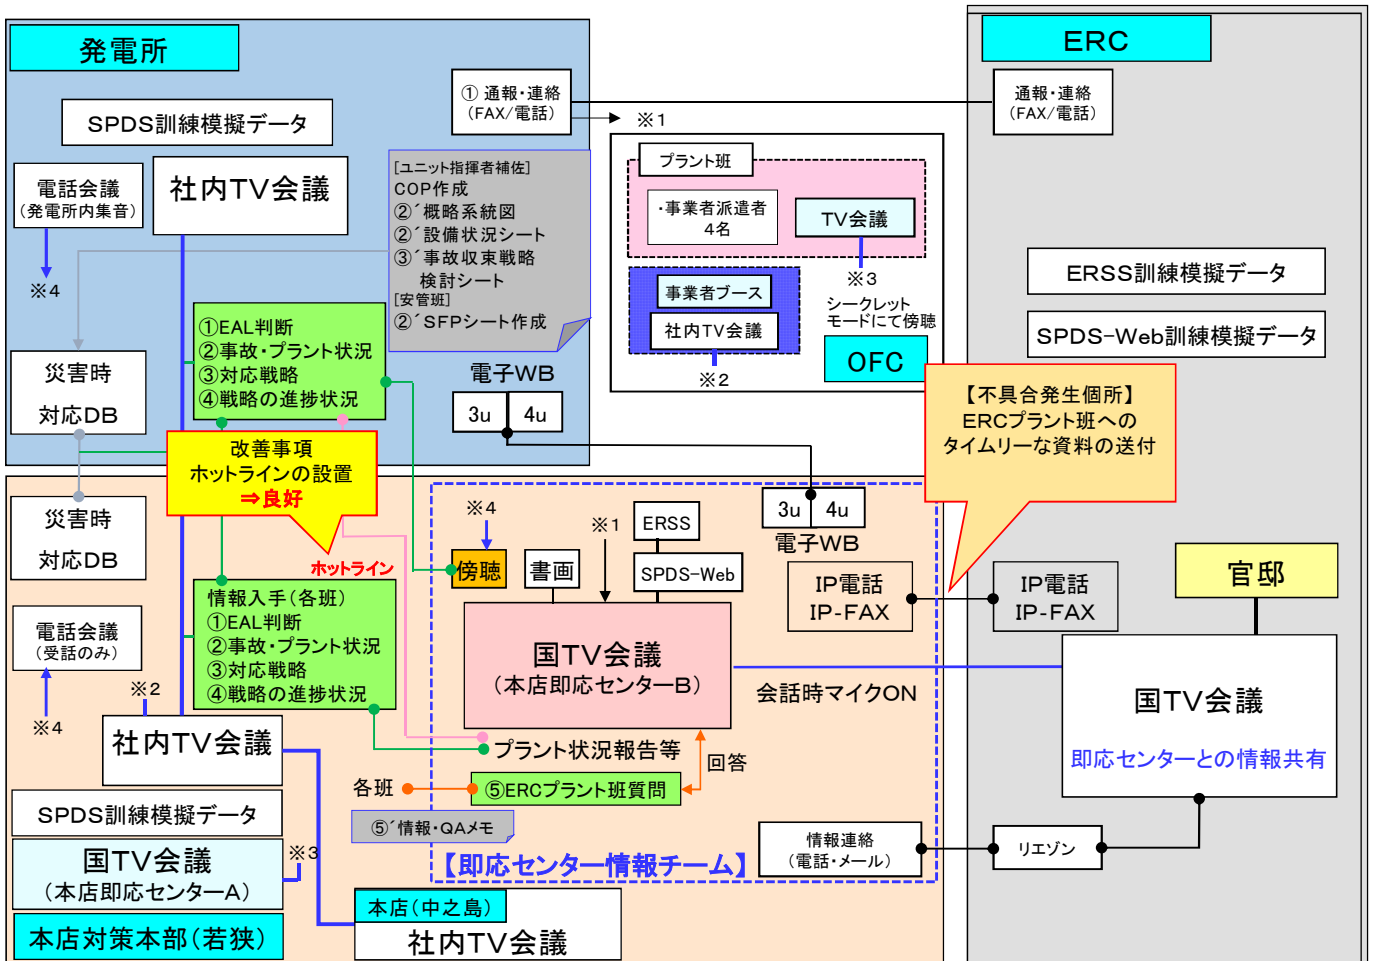 発電所
SPDS訓練模擬データ
電話会議
(発電所内集音)
※4
社内TV会議
① 通報・連絡
(FAX/電話)
※1
[ユニット指揮者補佐]
COP作成
②´概略系統図
②´設備状況シート
③´事故収束戦略
検討シート
[安管班]
②´SFPシート作成
①EAL判断
②事故・プラント状況
③対応戦略
④戦略の進捗状況
災害時
対応DB
電子WB
3u
4u
プラント班
・事業者派遣者
4名
TV会議
※3
シークレット
モードにて傍聴
事業者ブース
社内TV会議
※2
OFC
ERC
通報・連絡
(FAX/電話)
ERSS訓練模擬データ
SPDS-Web訓練模擬データ
【不具合発生個所】
ERCプラント班への
タイムリーな資料の送付
改善事項
ホットラインの設置
⇒良好
ホットライン
災害時
対応DB
電話会議
(受話のみ)
※4
情報入手(各班)
①EAL判断
②事故・プラント状況
③対応戦略
④戦略の進捗状況
※2
社内TV会議
SPDS訓練模擬データ
国TV会議
(本店即応センターA)
※3
本店対策本部(若狭)
本店(中之島)
社内TV会議
※4
傍聴
書画
※1
ERSS
SPDS-Web
3u
4u
電子WB
国TV会議
(本店即応センターB)
会話時マイクON
プラント状況報告等
回答
各班
⑤ERCプラント班質問
⑤´情報・QAメモ
【即応センター情報チーム】
情報連絡
(電話・メール)
IP電話
IP-FAX
IP電話
IP-FAX
官邸
国TV会議
即応センターとの情報共有
リエゾン